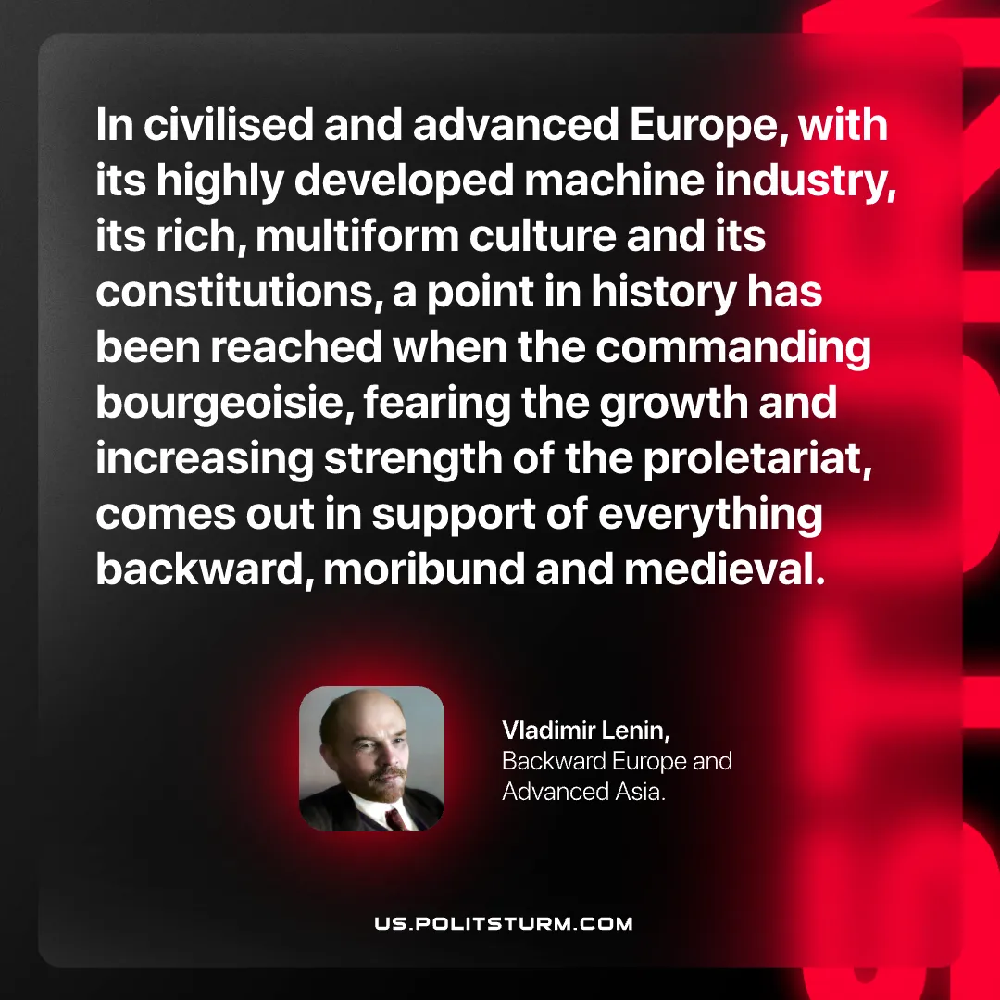 In civilised and advanced Europe, with
its highly developed machine industry,
its rich, multiform culture and its
constitutions, a point in history has
been reached when the commanding
bourgeoisie, fearing the growth and
increasing strength of the proletariat,
comes out in support of everything
backward, moribund and medieval.
Vladimir Lenin,
Backward Europe and
Advanced Asia.
US.POLITSTURM.COM